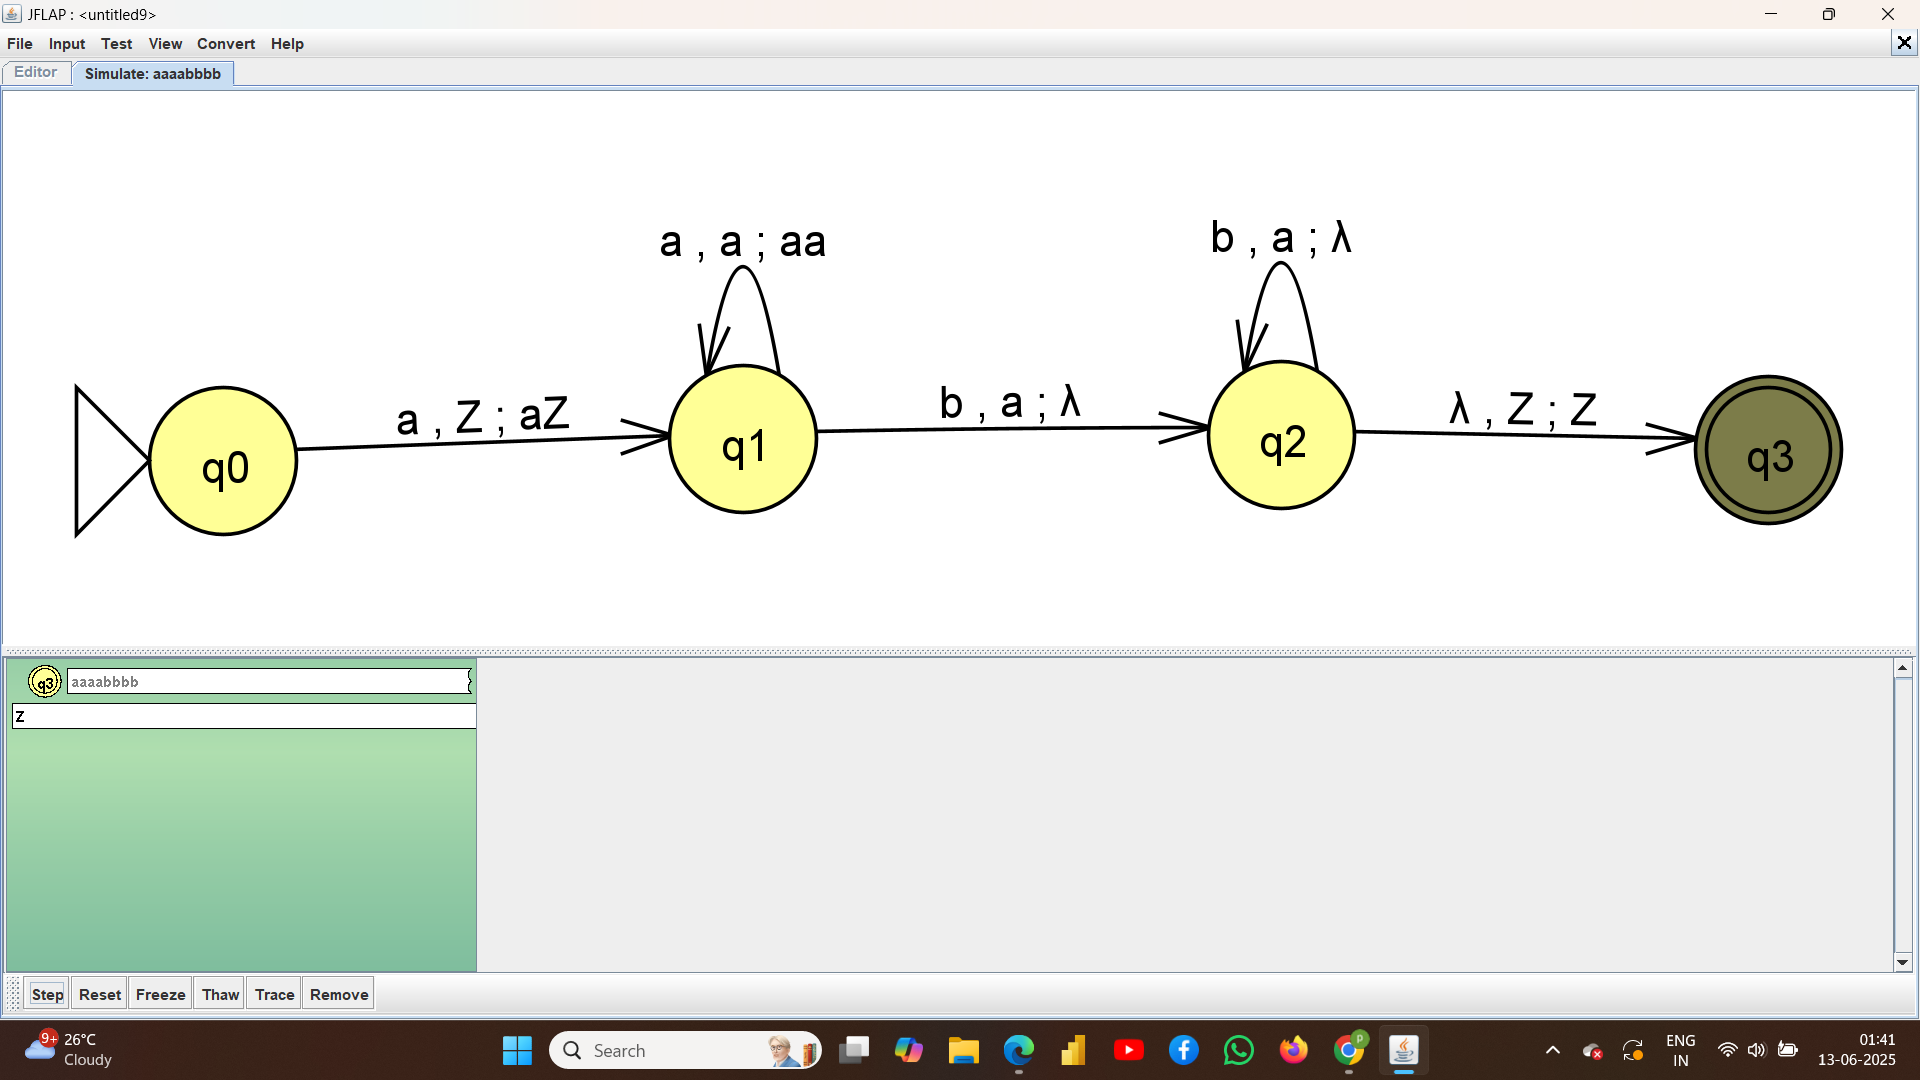 JFLAP : <untitled9>
File Input Test View Convert Help
Editor Simulate: aaaabbbb
a , a ; aa
b , a ; λ
a , Z ; aZ
b , a ; λ
λ , Z ; Z
q0
q1
q2
q3
q3 aaaabbbb
Z
Step Reset Freeze Thaw Trace Remove
9+
26°C
Cloudy
Search
P
ENG
IN
01:41
13-06-2025